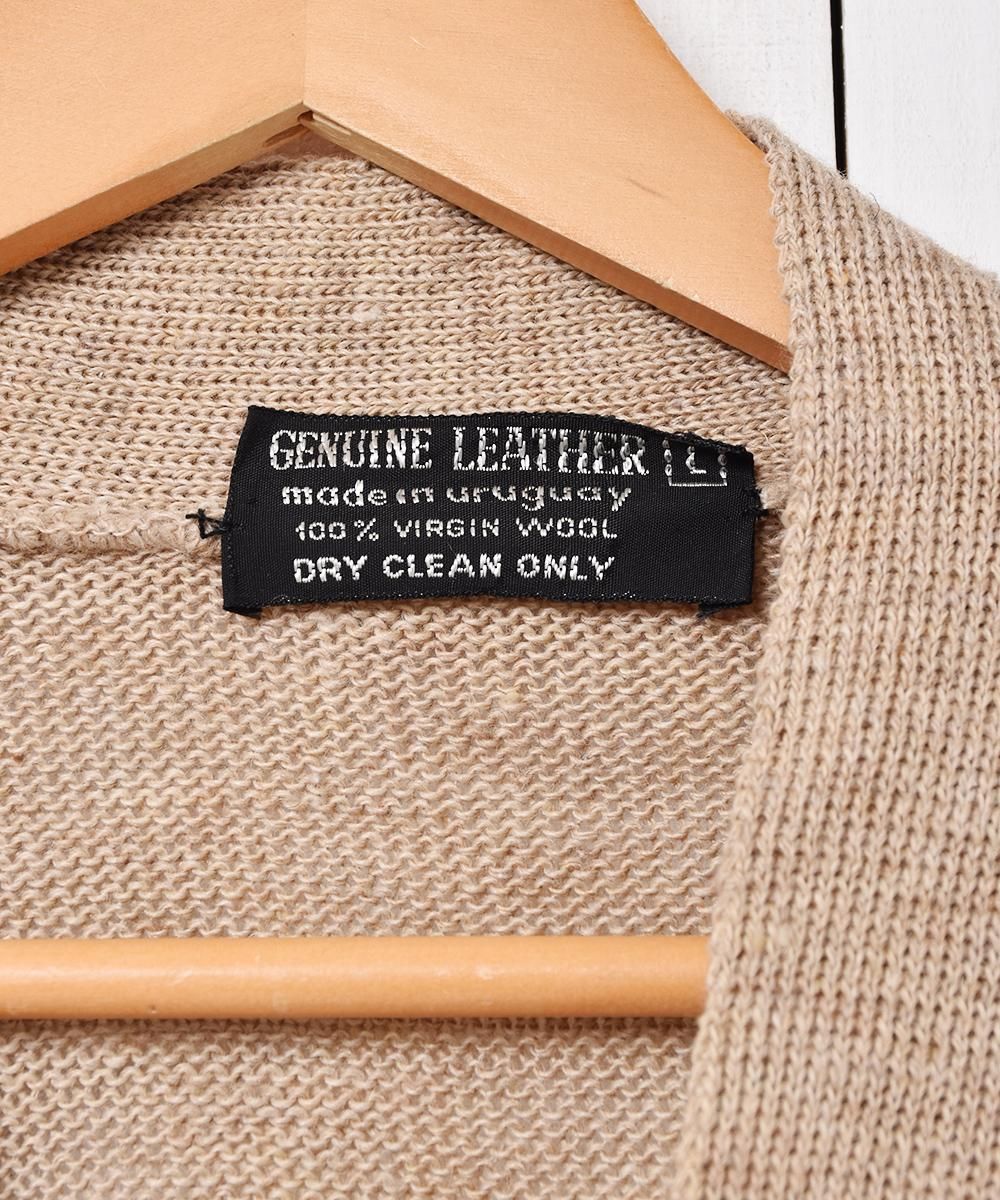 GENUINE LEATHER L
made in uruguay
100% VIRGIN WOOL
DRY CLEAN ONLY